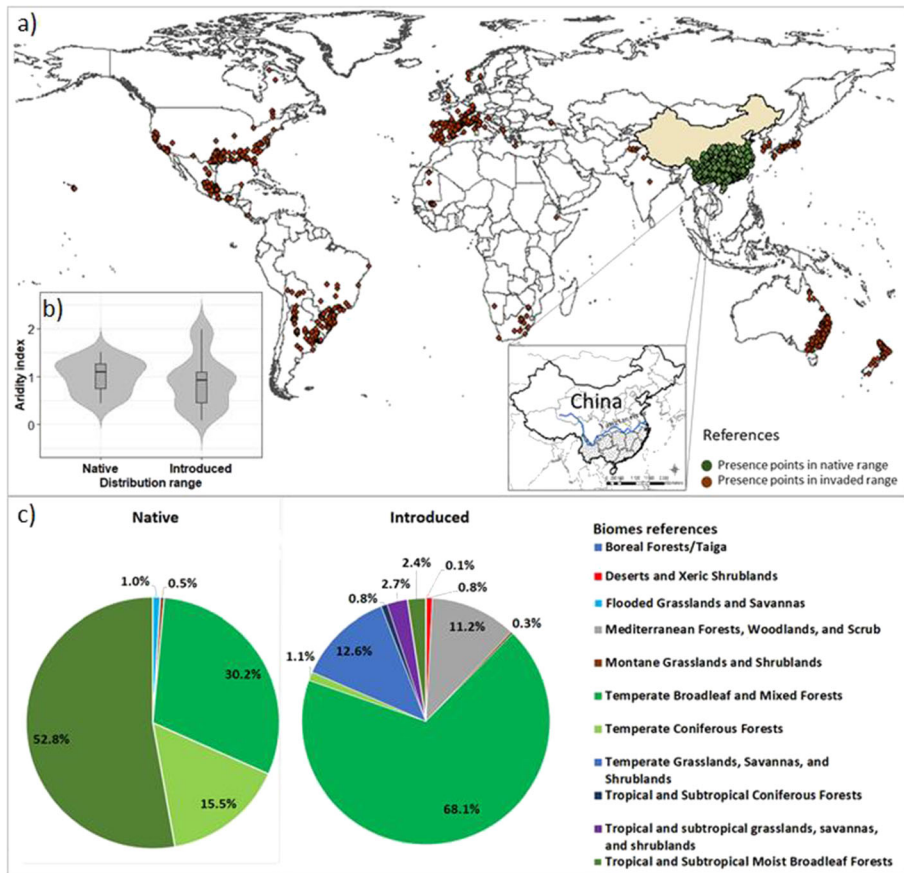 a)
b)
2
1
0
Aridity index
Native Introduced
Distribution range
China
References
Presence points in native range
Presence points in invaded range
c)
Native
1.0%
0.5%
30.2%
15.5%
52.8%
Introduced
2.4%
0.1%
2.7%
0.8%
0.8%
11.2%
0.3%
12.6%
1.1%
68.1%
Biomes references
Boreal Forests/Taiga
Deserts and Xeric Shrublands
Flooded Grasslands and Savannas
Mediterranean Forests, Woodlands, and Scrub
Montane Grasslands and Shrublands
Temperate Broadleaf and Mixed Forests
Temperate Coniferous Forests
Temperate Grasslands, Savannas, and
Shrublands
Tropical and Subtropical Coniferous Forests
Tropical and subtropical grasslands, savannas,
and shrublands
Tropical and Subtropical Moist Broadleaf Forests